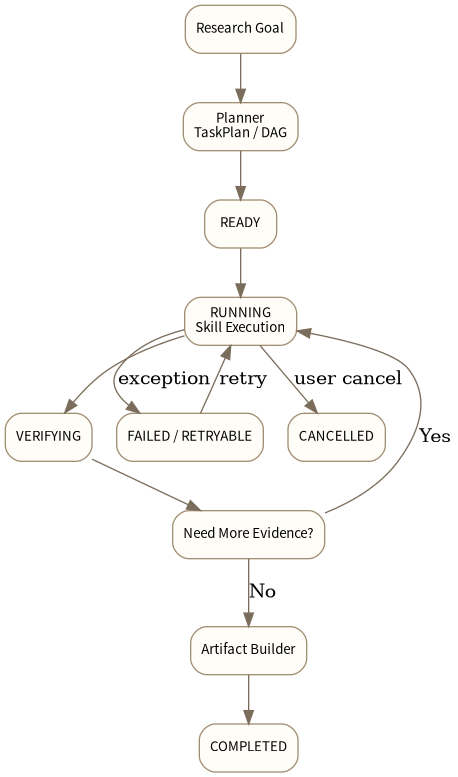 Research Goal
Planner
TaskPlan / DAG
READY
RUNNING
Skill Execution
exception
retry
user cancel
VERIFYING
FAILED / RETRYABLE
CANCELLED
Yes
Need More Evidence?
No
Artifact Builder
COMPLETED